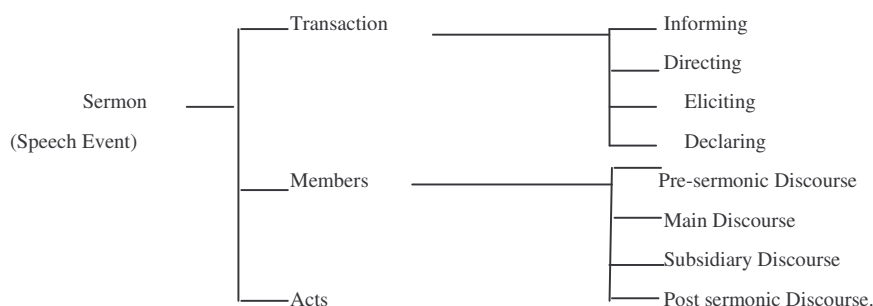 Transaction Informing
Directing
Sermon Eliciting
(Speech Event) Declaring
Members Pre-sermonic Discourse
Main Discourse
Subsidiary Discourse
Acts Post sermonic Discourse.